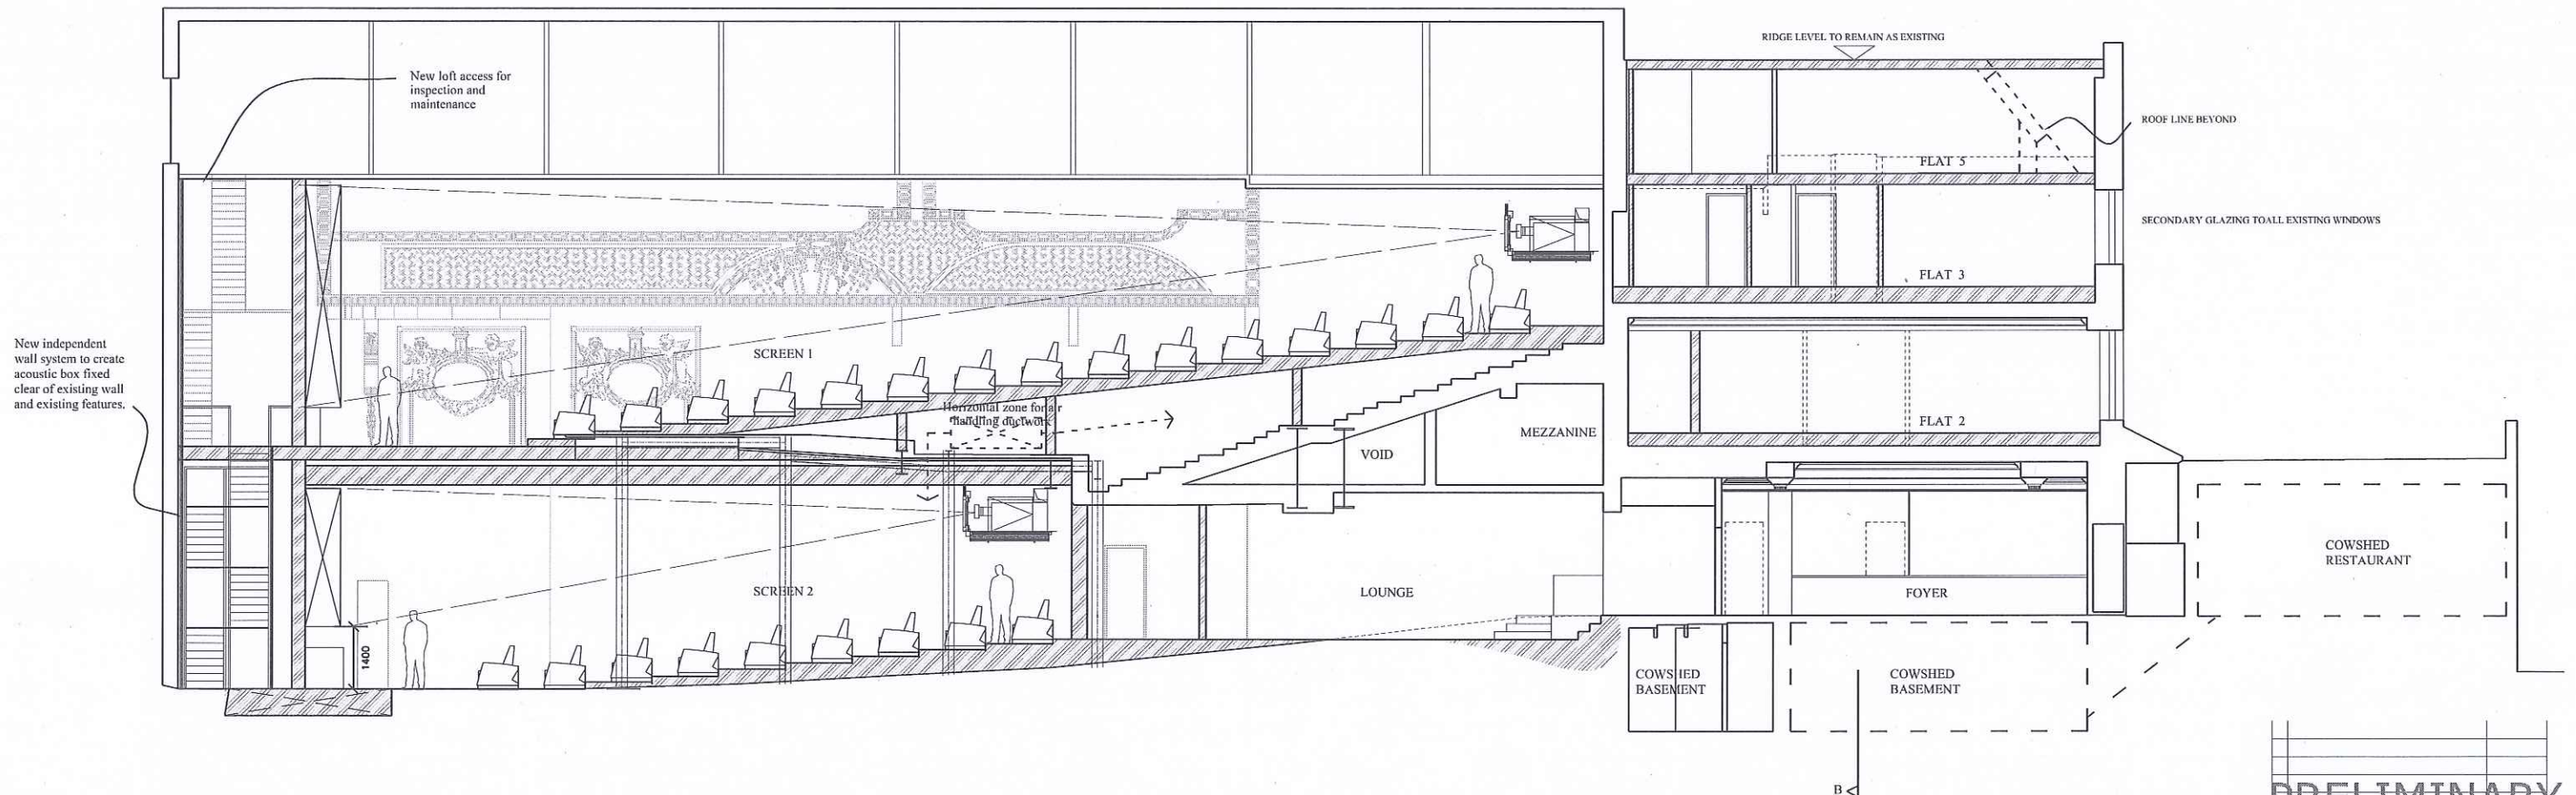 RIDGE LEVEL TO REMAIN AS EXISTING
New loft access for
inspection and
maintenance
ROOF LINE BEYOND
FLAT 5
SECONDARY GLAZING TOALL EXISTING WINDOWS
FLAT 3
New independent
wall system to create
acoustic box fixed
clear of existing wall
and existing features.
SCREEN 1
Horizontal zone for air
handling ductwork
FLAT 2
MEZZANINE
VOID
COWSHED
RESTAURANT
SCREEN 2
LOUNGE
FOYER
1400
COWSHED
BASEMENT
COWSHED
BASEMENT
B
PRELIMINARY